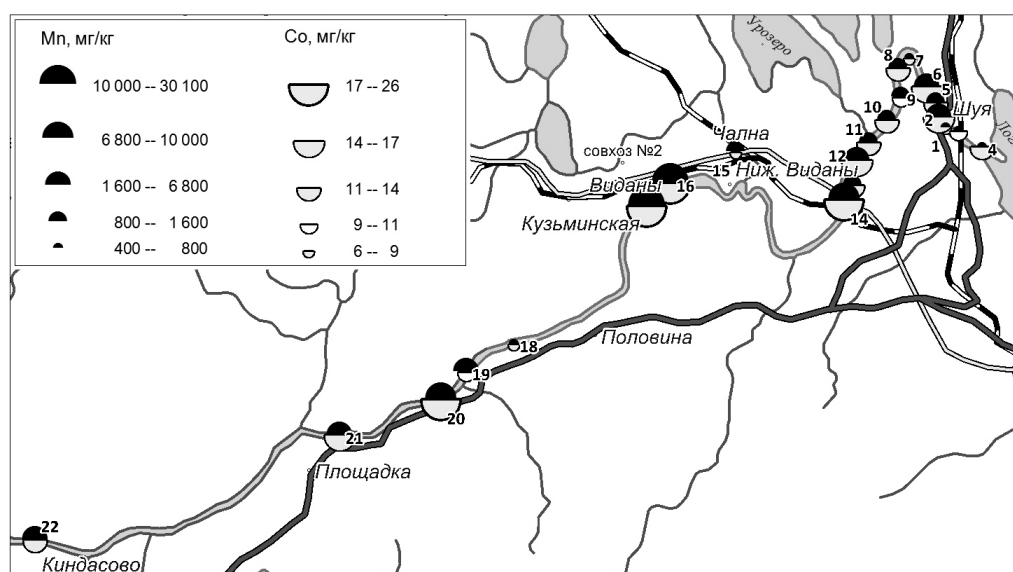 Mn, мг/кг
Co, мг/кг
10 000 -- 30 100
17 -- 26
6 800 -- 10 000
14 -- 17
1 600 -- 6 800
11 -- 14
800 -- 1 600
9 -- 11
400 -- 800
6 -- 9
Урозеро
8
7
6
5
9
Шуя
2
10
1
4
11
Чална
совхоз №2
12
15
Ниж. Виданы
Виданы
16
Кузьминская
14
Половина
18
19
20
21
Площадка
22
Киндасово